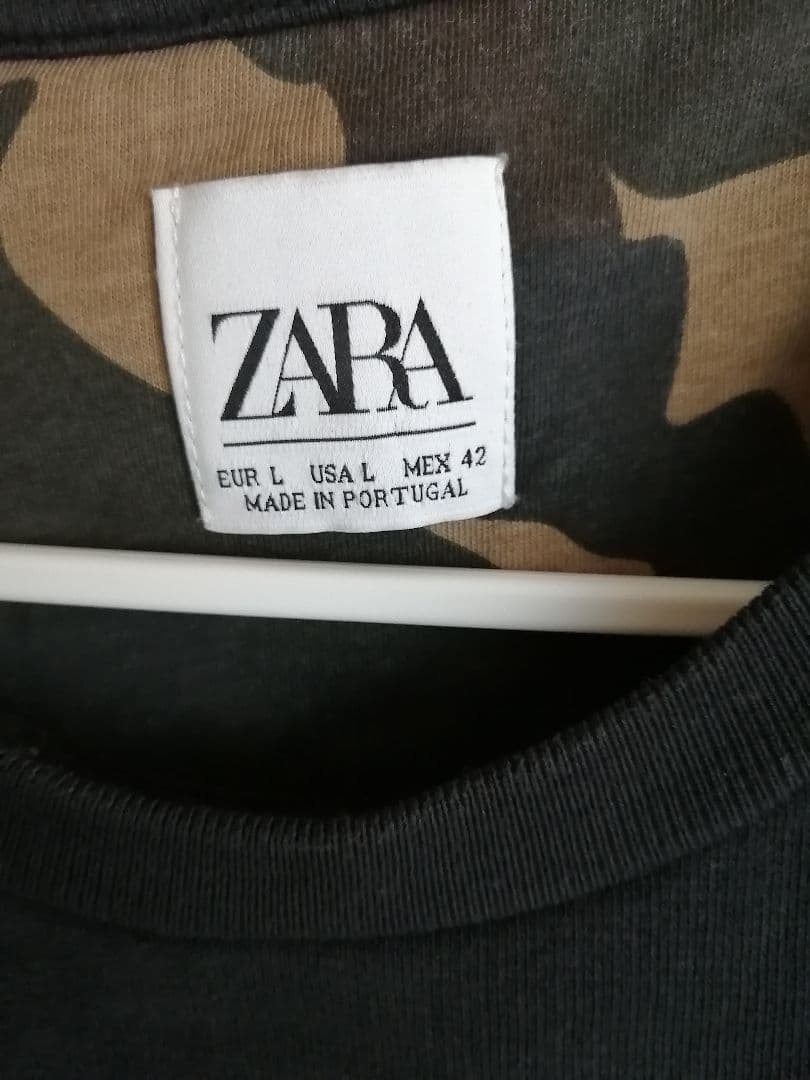 ZARA
EUR L USA L MEX 42
MADE IN PORTUGAL